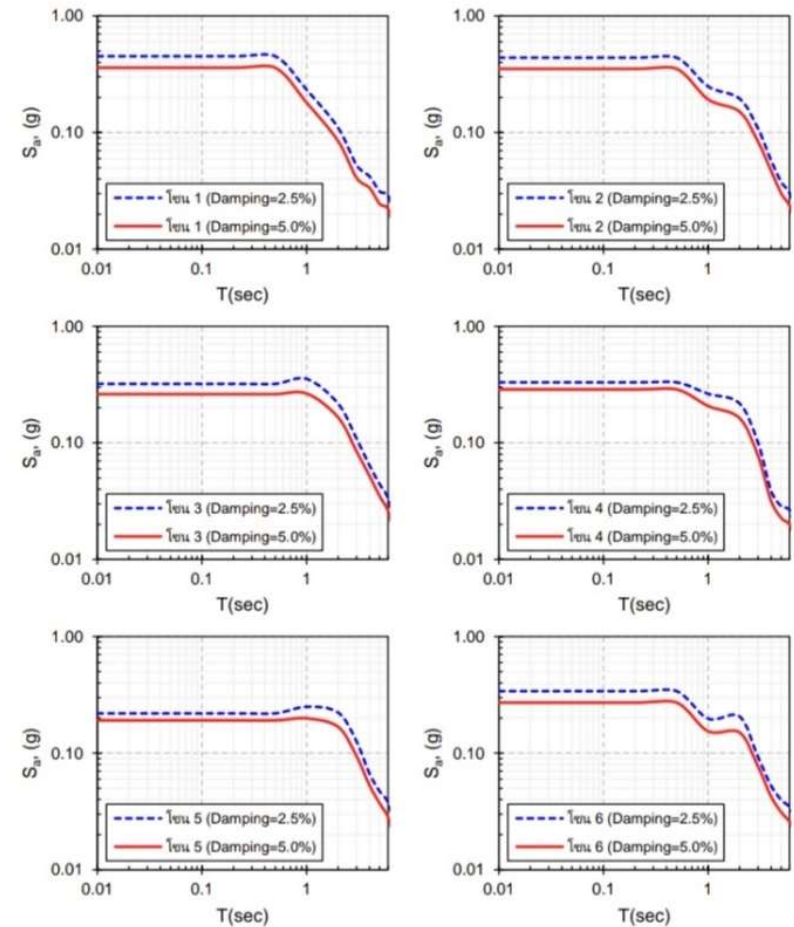 1.00
0.10
0.01
Sa, (g)
โซน 1 (Damping=2.5%)
โซน 1 (Damping=5.0%)
0.01 0.1 1
T(sec)
1.00
0.10
0.01
Sa, (g)
โซน 2 (Damping=2.5%)
โซน 2 (Damping=5.0%)
0.01 0.1 1
T(sec)
1.00
0.10
0.01
Sa, (g)
โซน 3 (Damping=2.5%)
โซน 3 (Damping=5.0%)
0.01 0.1 1
T(sec)
1.00
0.10
0.01
Sa, (g)
โซน 4 (Damping=2.5%)
โซน 4 (Damping=5.0%)
0.01 0.1 1
T(sec)
1.00
0.10
0.01
Sa, (g)
โซน 5 (Damping=2.5%)
โซน 5 (Damping=5.0%)
0.01 0.1 1
T(sec)
1.00
0.10
0.01
Sa, (g)
โซน 6 (Damping=2.5%)
โซน 6 (Damping=5.0%)
0.01 0.1 1
T(sec)